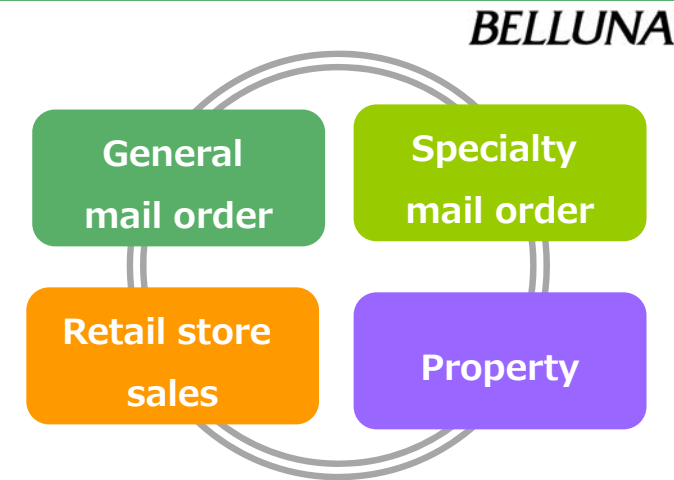 BELLUNA
General
mail order
Specialty
mail order
Retail store
sales
Property